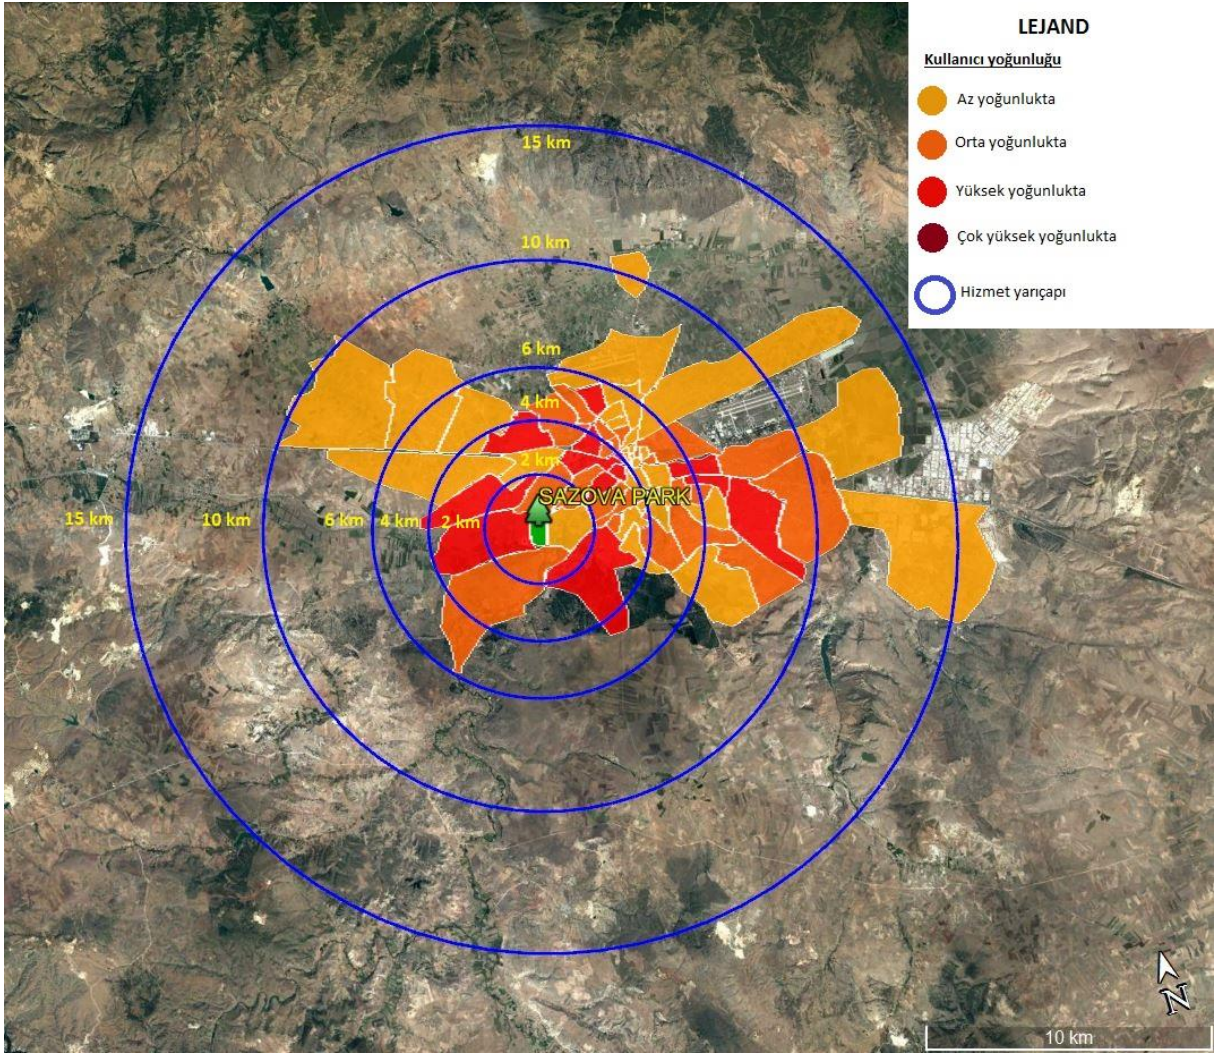 LEJAND
Kullanıcı yoğunluğu
Az yoğunlukta
Orta yoğunlukta
Yüksek yoğunlukta
Çok yüksek yoğunlukta
Hizmet yarıçapı
15 km
10 km
6 km
4 km
2 km
SAZOVA PARK
15 km
10 km
6 km
4 km
2 km
N
10 km